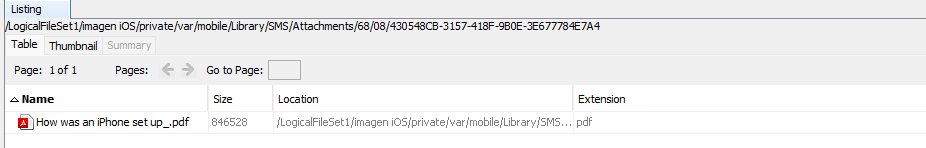 Listing
/LogicalFileSet1/imagen iOS/private/var/mobile/Library/SMS/Attachments/68/08/430548CB-3157-418F-9B0E-3E677784E7A4
Table Thumbnail Summary
Page: 1 of 1 Pages: Go to Page:
Name Size Location Extension
How was an iPhone set up_.pdf 846528 /LogicalFileSet1/imagen iOS/private/var/mobile/Library/SMS... pdf